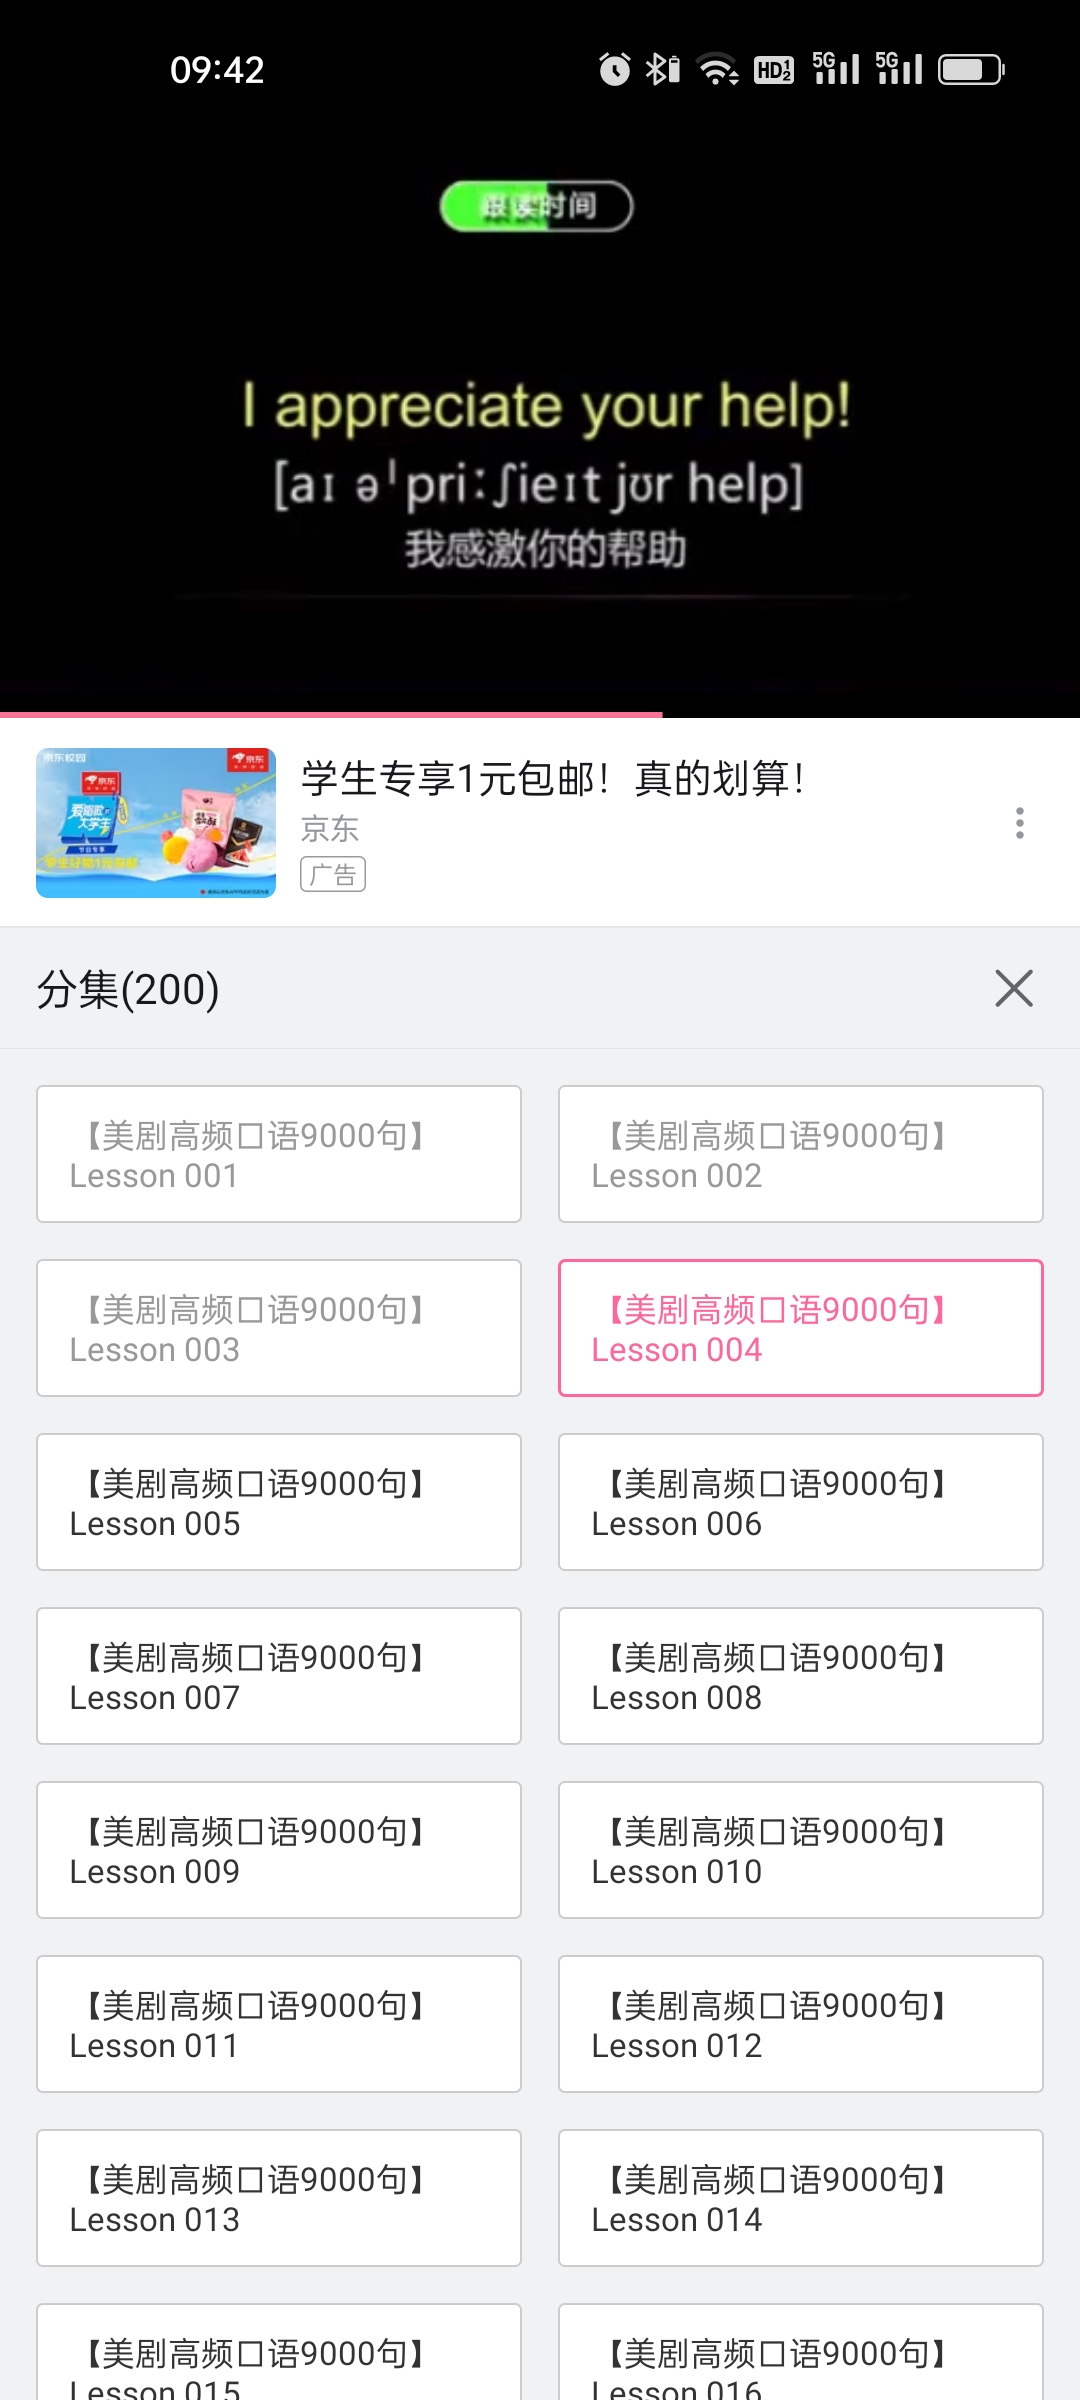 09:42
HD 1 2 5G 5G
跟读时间
I appreciate your help!
[aɪ əˈpriːʃieɪt jʊr help]
我感激你的帮助
京东校园
京东
京东
学生专享1元包邮！真的划算！
京东
广告
分集(200)
【美剧高频口语9000句】
Lesson 001
【美剧高频口语9000句】
Lesson 002
【美剧高频口语9000句】
Lesson 003
【美剧高频口语9000句】
Lesson 004
【美剧高频口语9000句】
Lesson 005
【美剧高频口语9000句】
Lesson 006
【美剧高频口语9000句】
Lesson 007
【美剧高频口语9000句】
Lesson 008
【美剧高频口语9000句】
Lesson 009
【美剧高频口语9000句】
Lesson 010
【美剧高频口语9000句】
Lesson 011
【美剧高频口语9000句】
Lesson 012
【美剧高频口语9000句】
Lesson 013
【美剧高频口语9000句】
Lesson 014
【美剧高频口语9000句】
Lesson 015
【美剧高频口语9000句】
Lesson 016